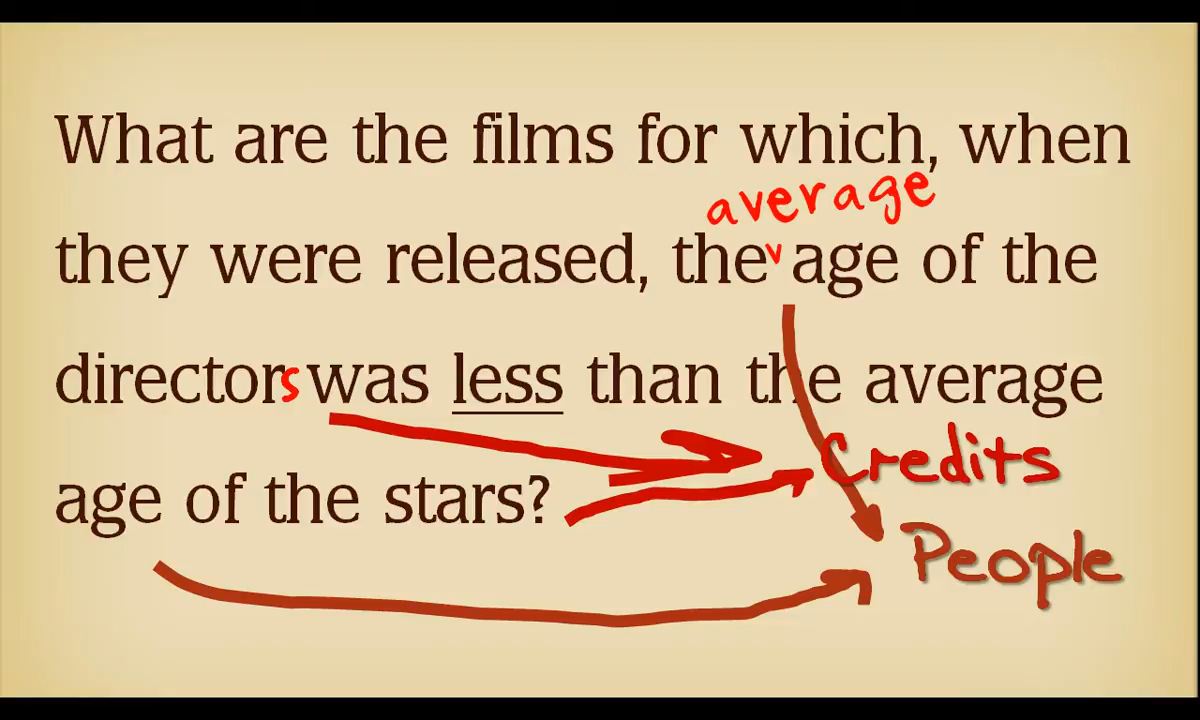 What are the films for which, when
average
they were released, the v age of the
directors was less than the average
Credits
age of the stars?
People